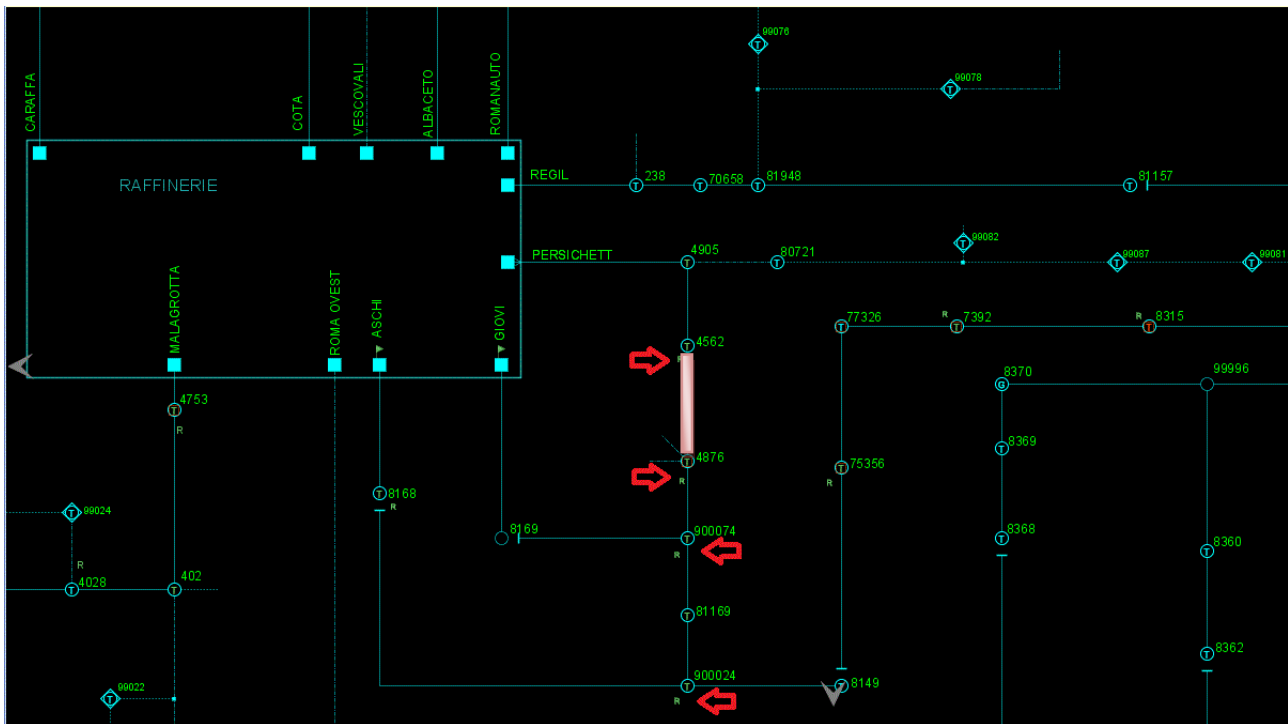 99076
99078
CARAFFA
COTA
VESCOVALI
ALBACETO
ROMANAUTO
RAFFINERIE
REGIL
238
70658
81948
81157
PERSICHETT
4905
80721
99082
99087
99081
MALAGROTTA
ROMA OVEST
ASCHI
GIOVI
4562
R
77326
R
7392
R
8315
8370
G
99996
4753
R
4876
R
8369
75356
R
8168
R
99024
8169
900074
R
8368
8360
R
4028
402
81169
8362
99022
900024
R
8149
T